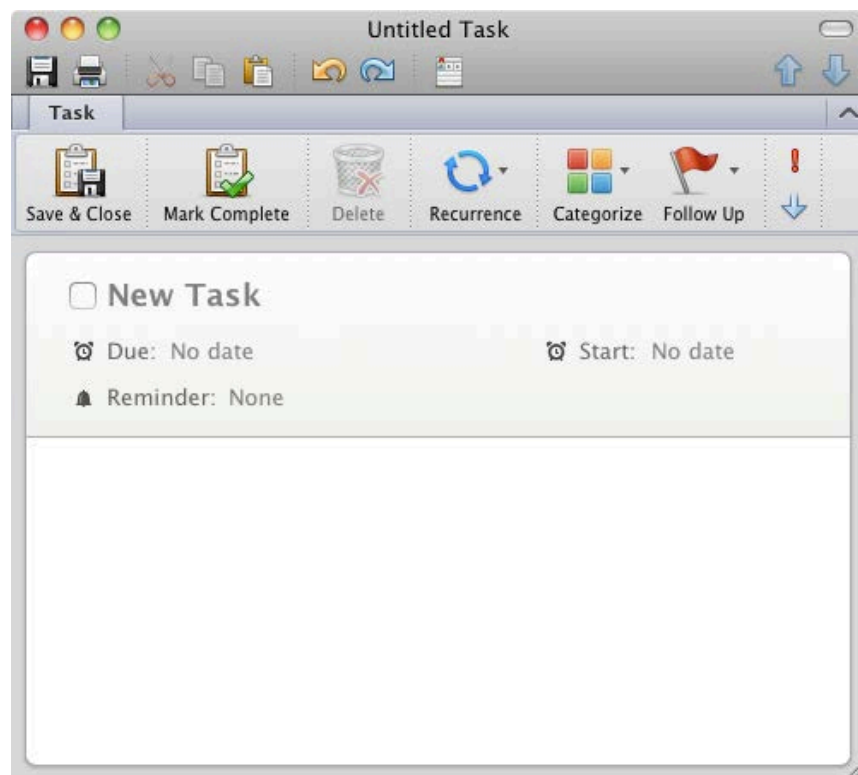 Untitled Task
Task
Save & Close Mark Complete Delete Recurrence Categorize Follow Up
New Task
Due: No date Start: No date
Reminder: None